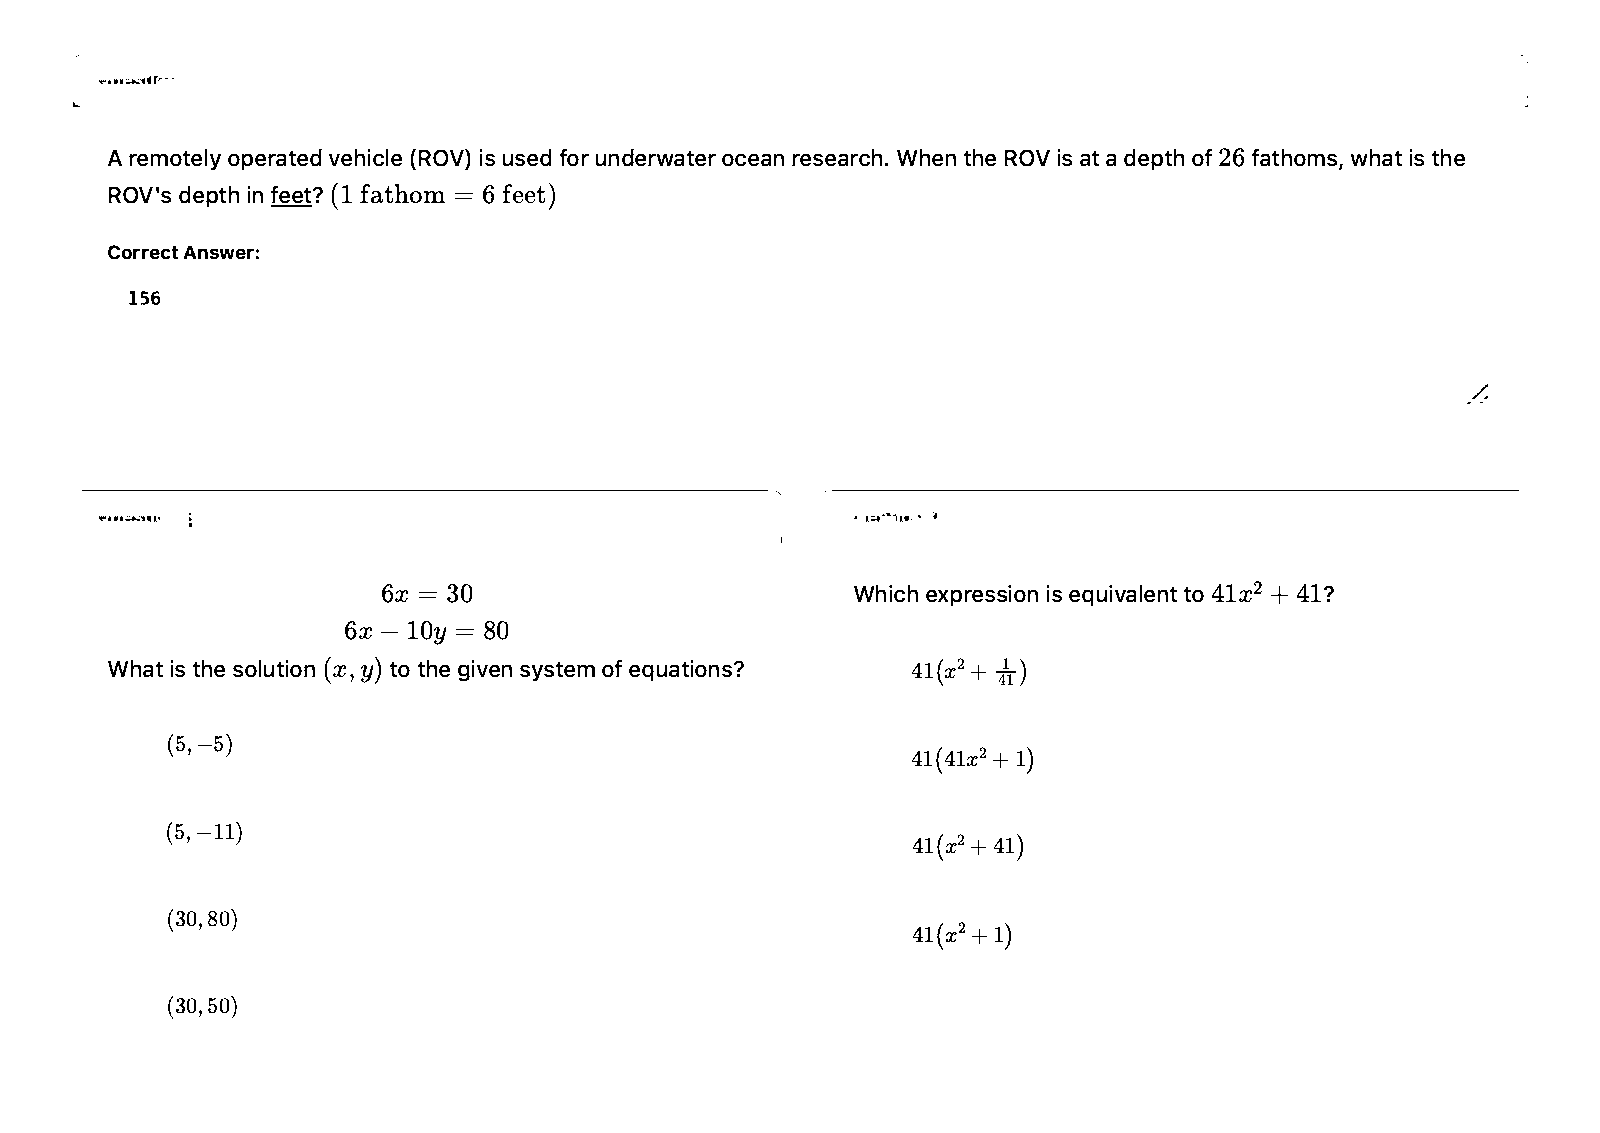 A remotely operated vehicle (ROV) is used for underwater ocean research. When the ROV is at a depth of 26 fathoms, what is the
ROV's depth in feet? (1 fathom = 6 feet)
Correct Answer:
156
6x = 30
6x − 10y = 80
What is the solution (x, y) to the given system of equations?
(5, −5)
(5, −11)
(30, 80)
(30, 50)
Which expression is equivalent to 41x² + 41?
41(x² + 1/41)
41(41x² + 1)
41(x² + 41)
41(x² + 1)